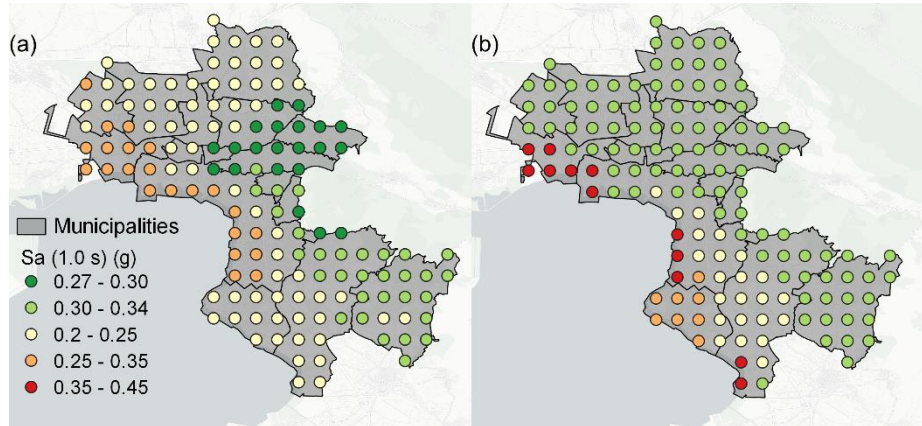 (a)
(b)
Municipalities
Sa (1.0 s) (g)
0.27 - 0.30
0.30 - 0.34
0.2 - 0.25
0.25 - 0.35
0.35 - 0.45